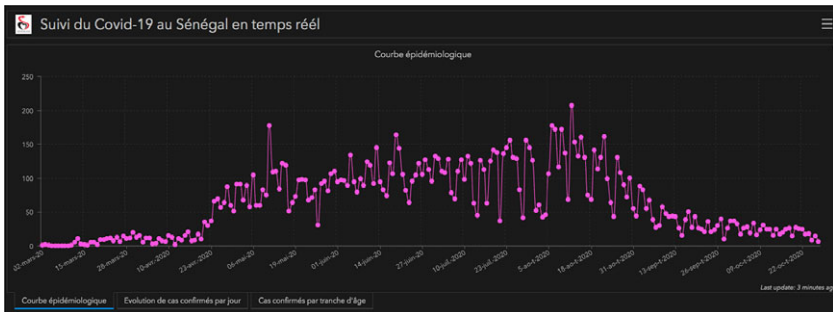 Suivi du Covid-19 au Sénégal en temps réél
Courbe épidémiologique
250
200
150
100
50
0
02-mars-20
15-mars-20
28-mars-20
10-avr.-2020
23-avr.-2020
06-mai-20
19-mai-20
01-juin-20
14-juin-20
27-juin-20
10-juil.-2020
23-juil.-2020
5-ao-t-2020
18-ao-t-2020
31-ao-t-2020
13-sept-2020
26-sept-2020
09-oct-2020
22-oct-2020
Last update: 3 minutes ag
Courbe épidémiologique Evolution de cas confirmés par jour Cas confirmés par tranche d'âge